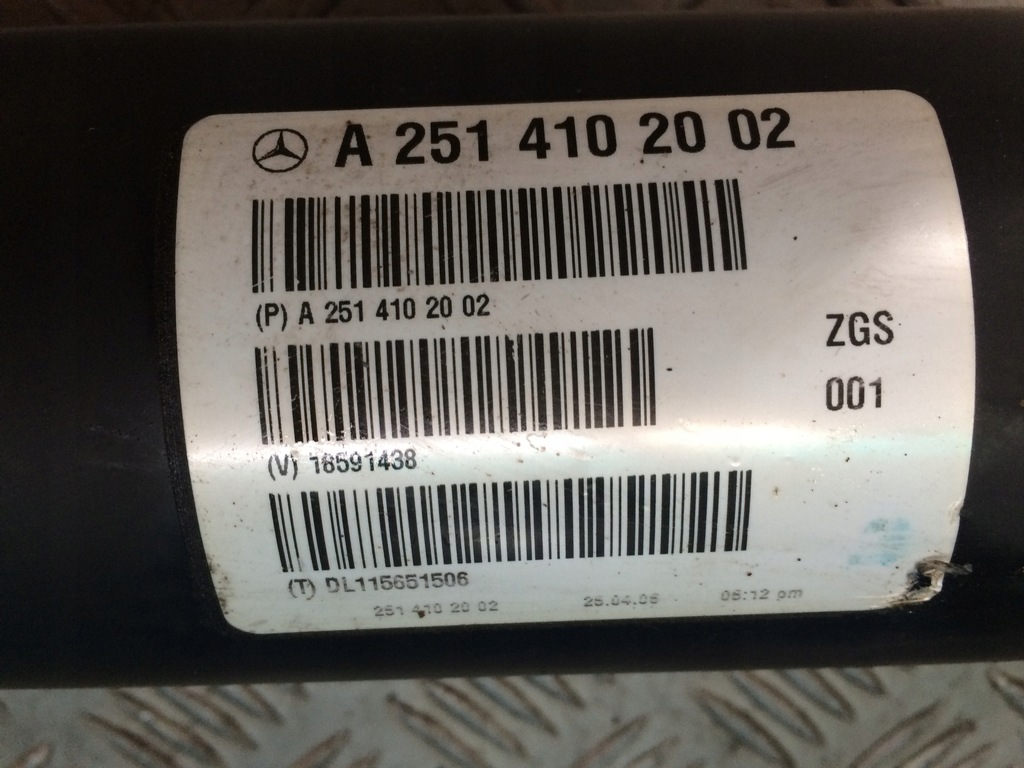 A 251 410 20 02
(P) A 251 410 20 02
ZGS
001
(V) 16591438
(T) DL115651506
251 410 20 02 25.04.06 06:12 pm